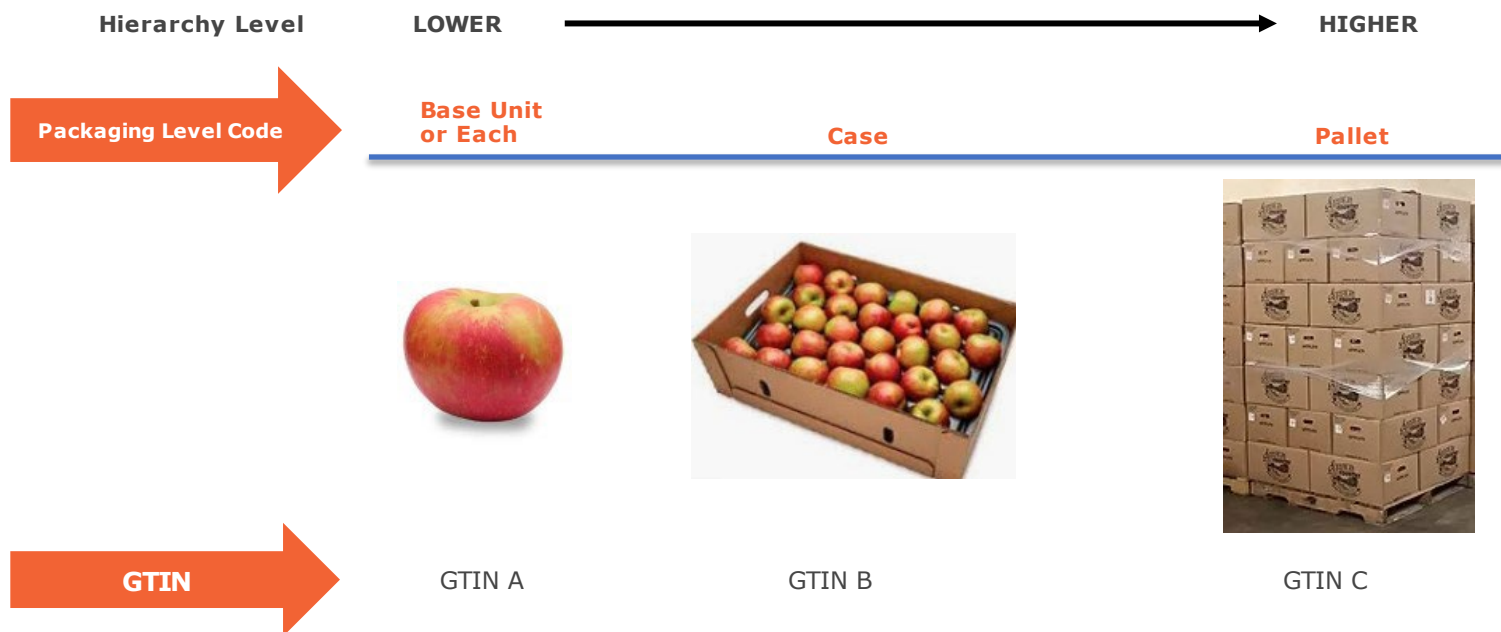 Hierarchy Level LOWER HIGHER
Base Unit
or Each
Packaging Level Code
Case
Pallet
GTIN
GTIN A
GTIN B
GTIN C